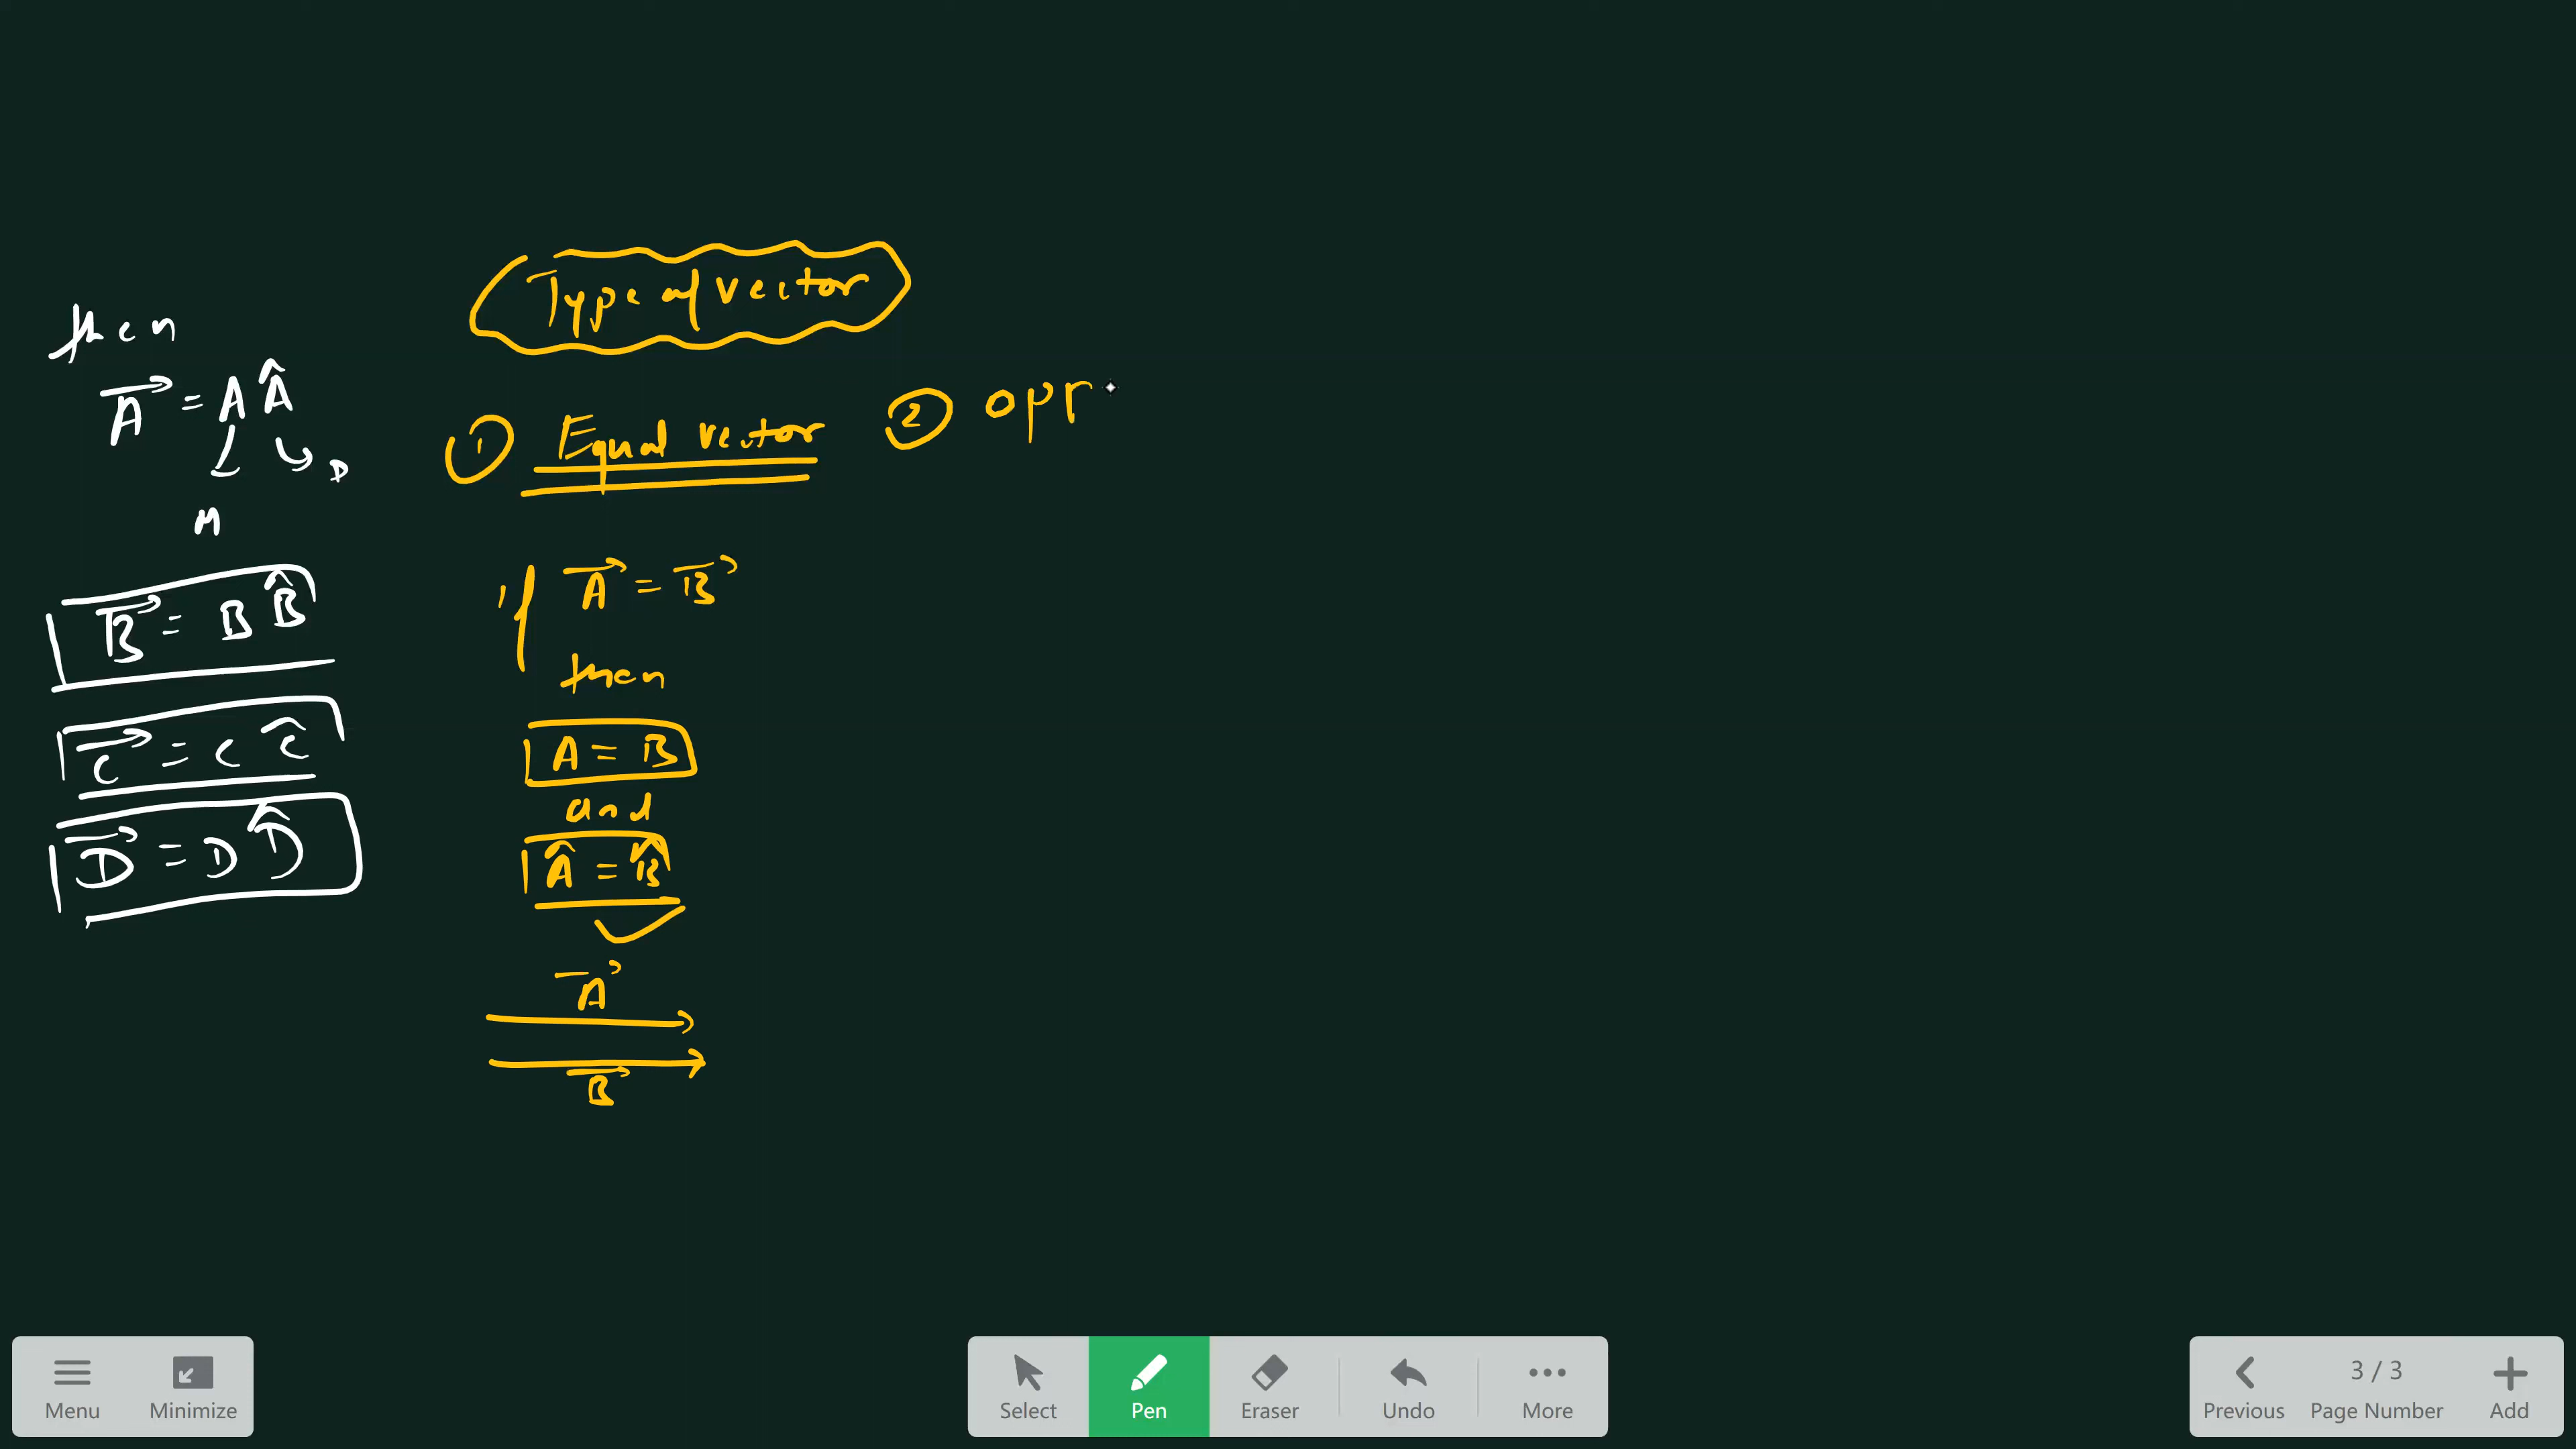 then
A⃗ = A Â
D
M
B⃗ = B B̂
C⃗ = C Ĉ
D⃗ = D D̂
Type of vector
① Equal vector
if A⃗ = B⃗
then
A = B
and
Â = B̂
A⃗
B⃗
② opp
Menu
Minimize
Select
Pen
Eraser
Undo
More
Previous
3 / 3
Page Number
Add